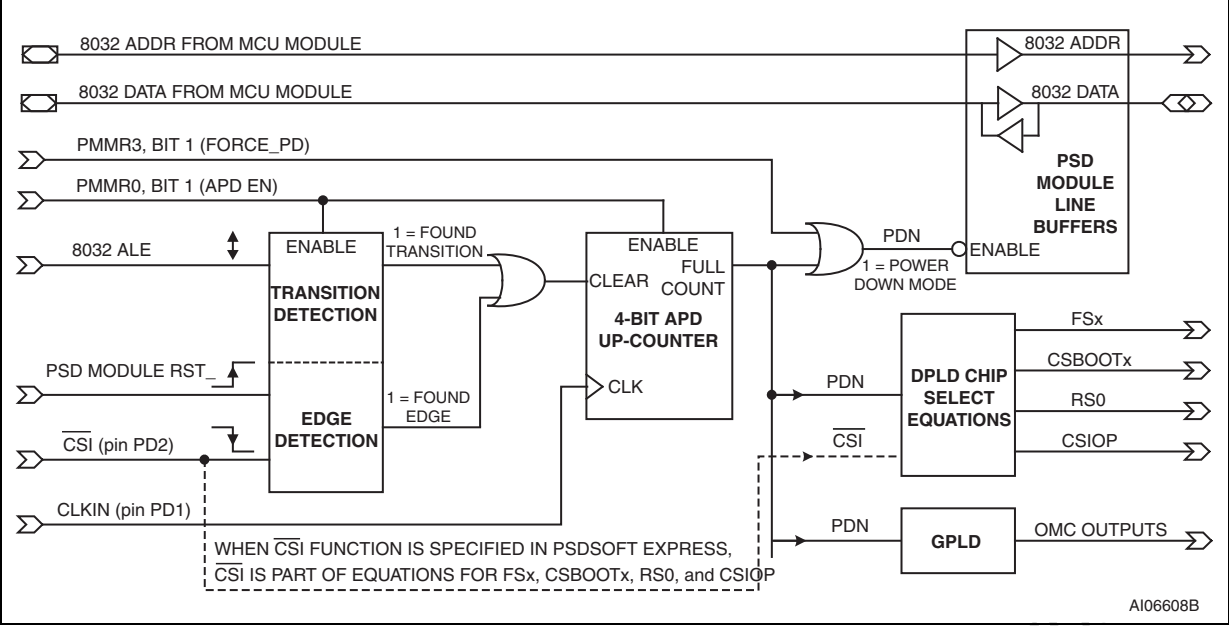 8032 ADDR FROM MCU MODULE
8032 ADDR
8032 DATA FROM MCU MODULE
8032 DATA
PMMR3, BIT 1 (FORCE_PD)
PSD
MODULE
LINE
BUFFERS
PMMR0, BIT 1 (APD EN)
8032 ALE
ENABLE
1 = FOUND
TRANSITION
TRANSITION
DETECTION
ENABLE
FULL
COUNT
CLEAR
4-BIT APD
UP-COUNTER
CLK
PDN
1 = POWER
DOWN MODE
ENABLE
PSD MODULE RST_
EDGE
DETECTION
1 = FOUND
EDGE
CSI (pin PD2)
CLKIN (pin PD1)
PDN
CSI
DPLD CHIP
SELECT
EQUATIONS
FSx
CSBOOTx
RS0
CSIOP
WHEN CSI FUNCTION IS SPECIFIED IN PSDSOFT EXPRESS,
CSI IS PART OF EQUATIONS FOR FSx, CSBOOTx, RS0, and CSIOP
PDN
GPLD
OMC OUTPUTS
AI06608B